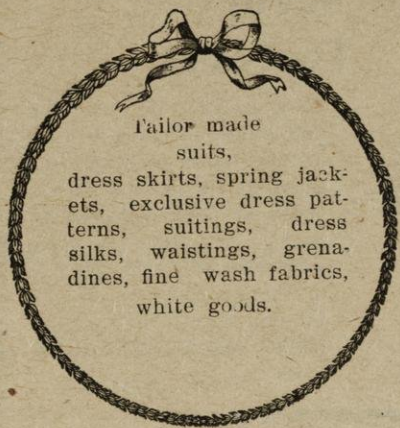 Tailor made
suits,
dress skirts, spring jack-
ets, exclusive dress pat-
terns, suitings, dress
silks, waistings, grena-
dines, fine wash fabrics,
white goods.